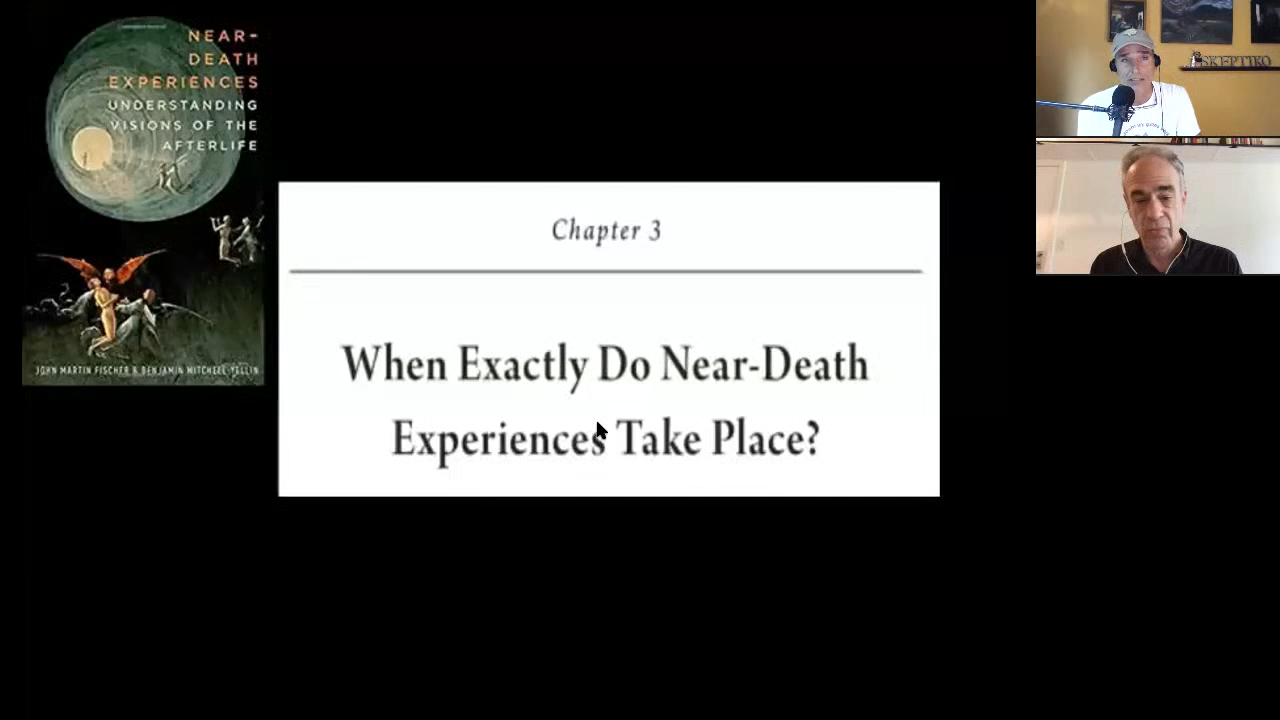 NEAR-
DEATH
EXPERIENCES
UNDERSTANDING
VISIONS OF THE
AFTERLIFE
JOHN MARTIN FISCHER & BENJAMIN MITCHELL-YELLIN
Chapter 3
When Exactly Do Near-Death
Experiences Take Place?
SKEPTIKO